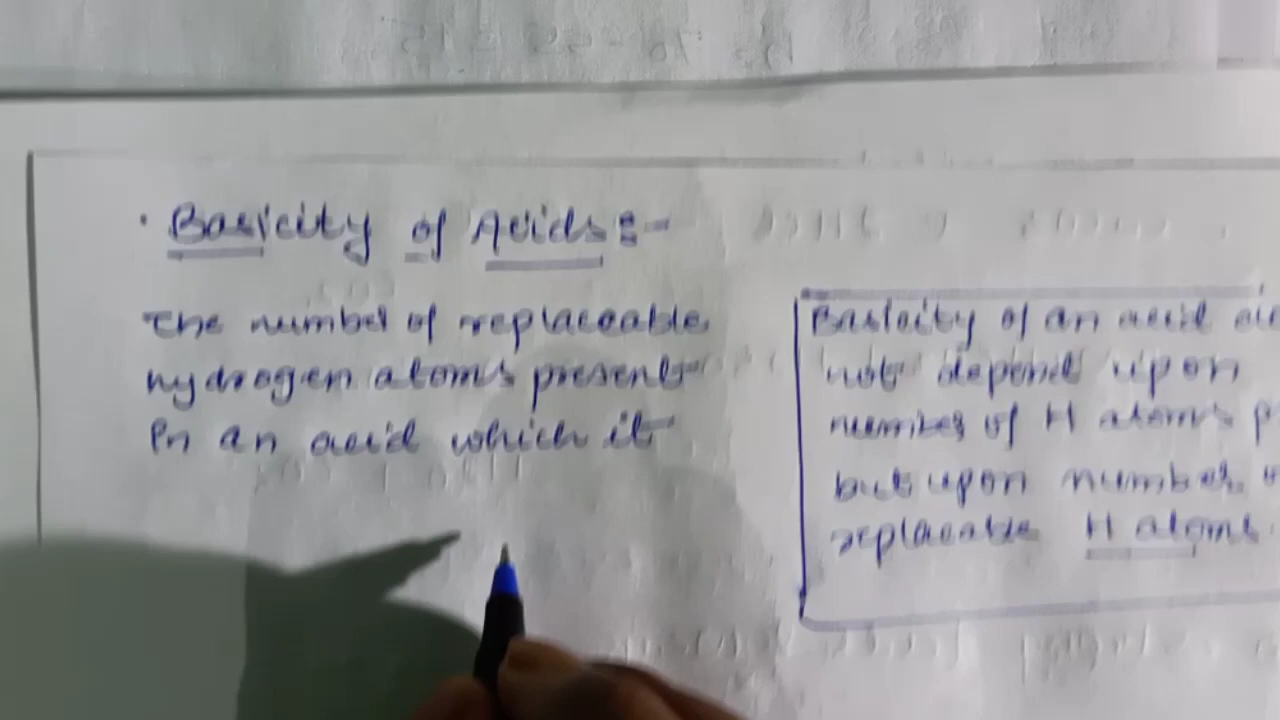 · Basicity of Acids :-
The number of replaceable
hydrogen atoms present
in an acid which it
Basicity of an acid
not depend upon
number of H atoms
but upon number
replaceable H atoms.